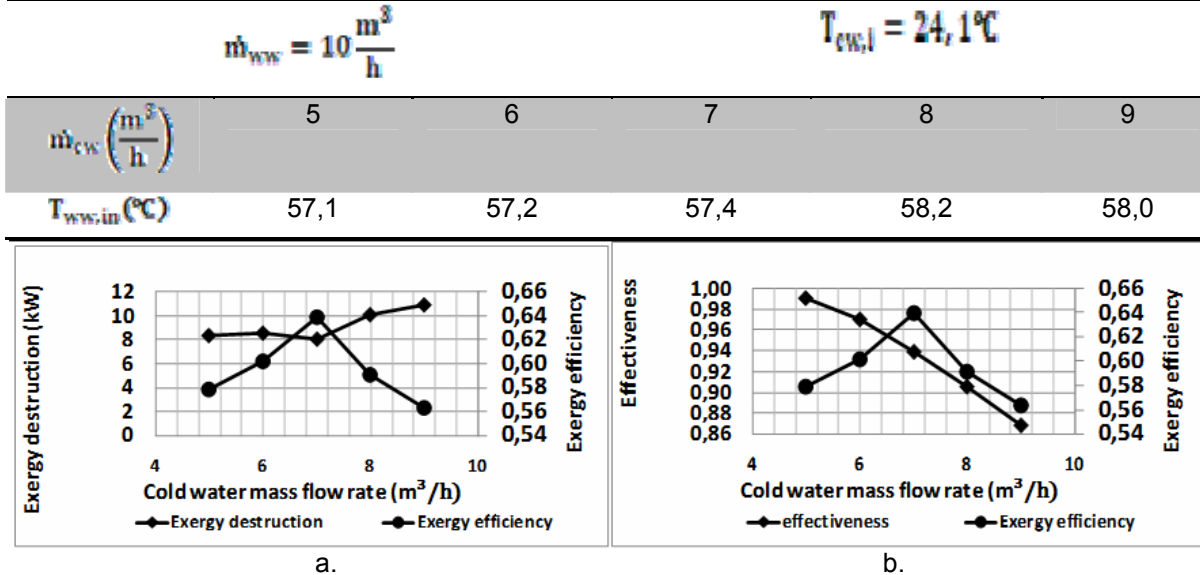 ṁww = 10 m³/h    Tcw,i = 24,1℃
ṁcw (m³/h) 5 6 7 8 9
Tww,in(℃) 57,1 57,2 57,4 58,2 58,0
Exergy destruction (kW)
12
10
8
6
4
2
0
4 6 8 10
0,66
0,64
0,62
0,60
0,58
0,56
0,54
Exergy efficiency
Cold water mass flow rate (m³/h)
Exergy destruction Exergy efficiency
a.
Effectiveness
1,00
0,98
0,96
0,94
0,92
0,90
0,88
0,86
4 6 8 10
0,66
0,64
0,62
0,60
0,58
0,56
0,54
Exergy efficiency
Cold water mass flow rate (m³/h)
effectiveness Exergy efficiency
b.